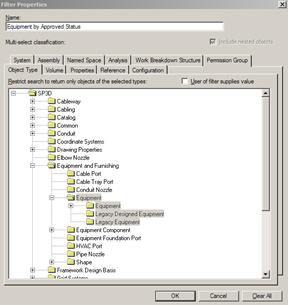 Filter Properties
Name:
Equipment by Approved Status
Multi-select classification:
Include nested objects
System Assembly Named Space Analysis Work Breakdown Structure Permission Group
Object Type Volume Properties Reference Configuration
Restrict search to return only objects of the selected types:
User of filter supplies value
SP3D
Cableway
Cabling
Catalog
Common
Conduit
Coordinate Systems
Drawing Properties
Elbow Nozzle
Equipment and Furnishing
Cable Port
Cable Tray Port
Conduit Nozzle
Equipment
Equipment
Legacy Designed Equipment
Legacy Equipment
Equipment Component
Equipment Foundation Port
HVAC Port
Pipe Nozzle
Shape
Framework Design Basis
Grid Systems
OK Cancel Clear All